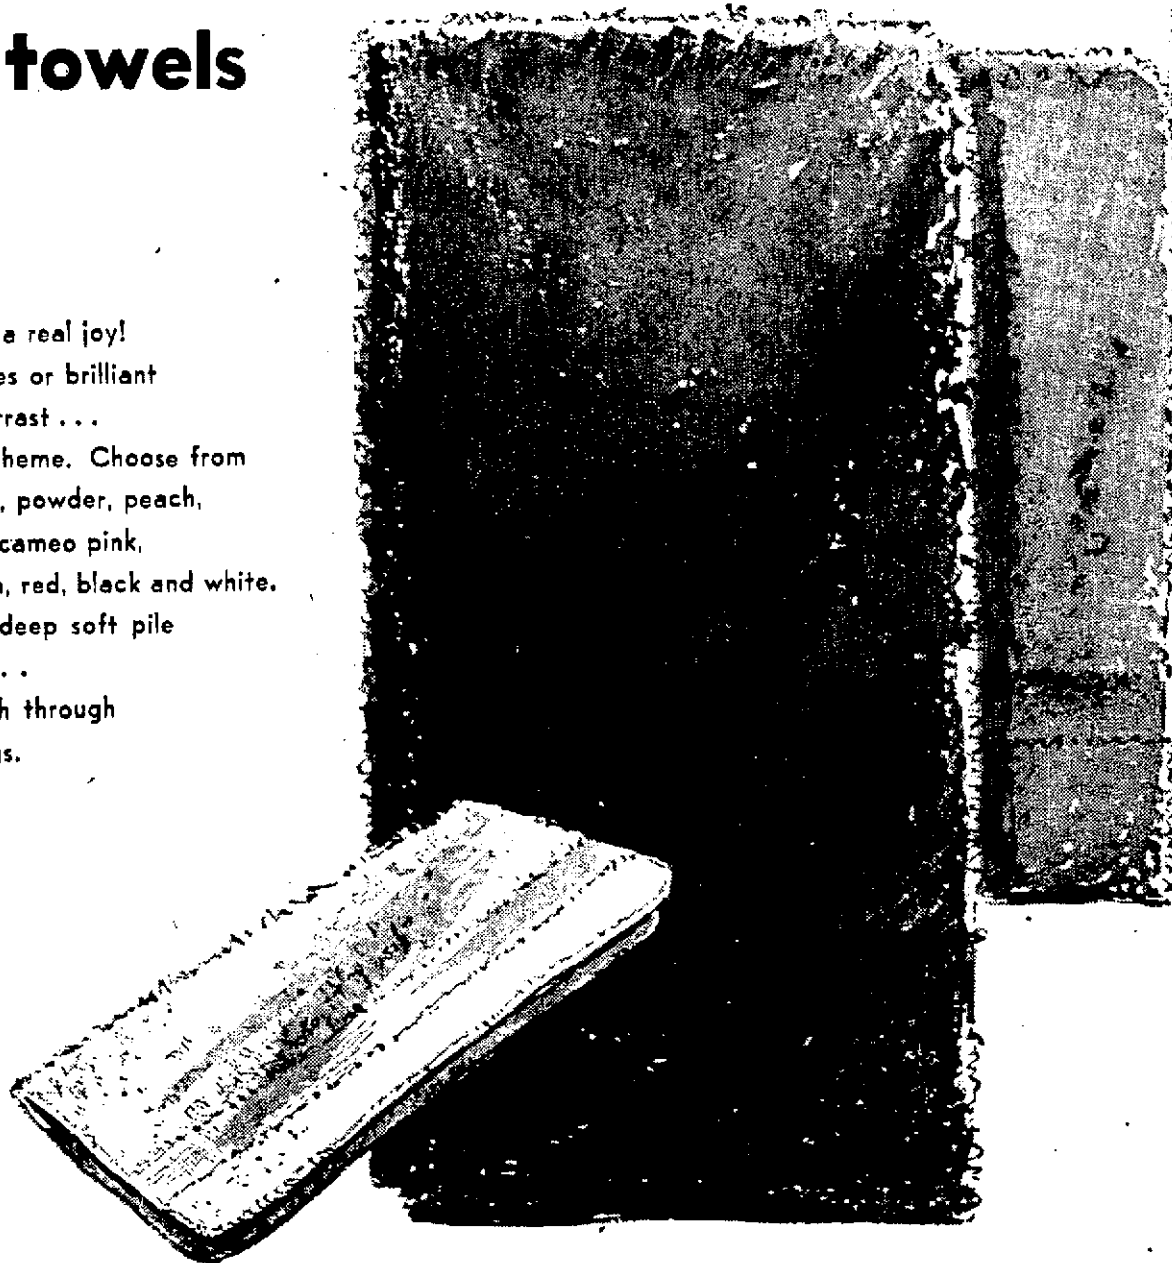 towels
a real joy!
es or brilliant
rast . . .
heme. Choose from
, powder, peach,
cameo pink,
, red, black and white.
deep soft pile
. .
h through
s.